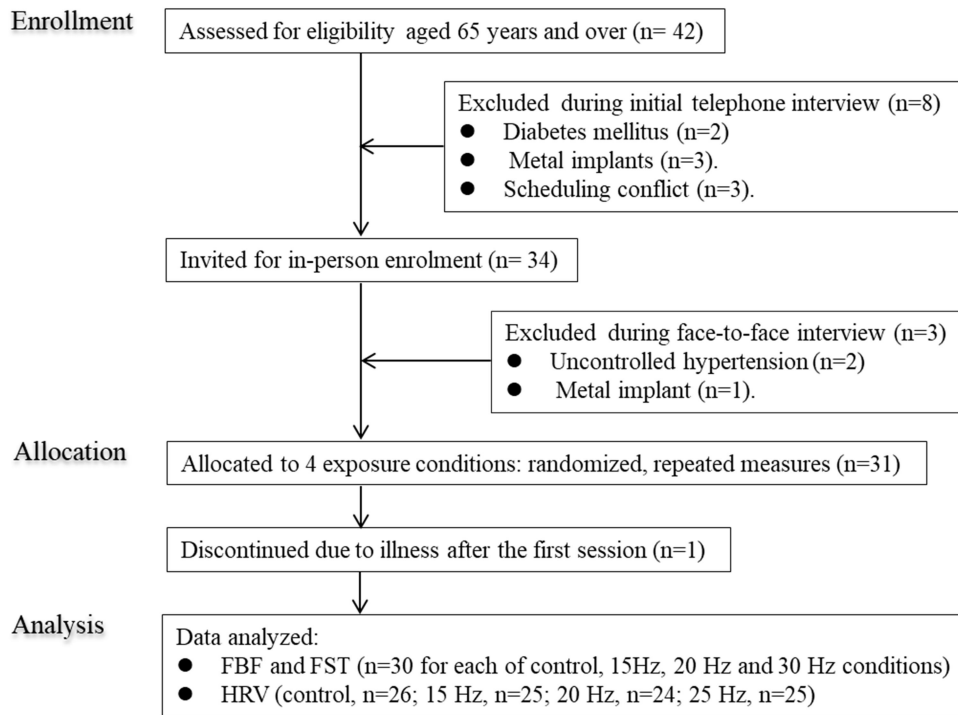 Enrollment
Assessed for eligibility aged 65 years and over (n= 42)
Excluded during initial telephone interview (n=8)
● Diabetes mellitus (n=2)
● Metal implants (n=3).
● Scheduling conflict (n=3).
Invited for in-person enrolment (n= 34)
Excluded during face-to-face interview (n=3)
● Uncontrolled hypertension (n=2)
● Metal implant (n=1).
Allocation
Allocated to 4 exposure conditions: randomized, repeated measures (n=31)
Discontinued due to illness after the first session (n=1)
Analysis
Data analyzed:
● FBF and FST (n=30 for each of control, 15Hz, 20 Hz and 30 Hz conditions)
● HRV (control, n=26; 15 Hz, n=25; 20 Hz, n=24; 25 Hz, n=25)